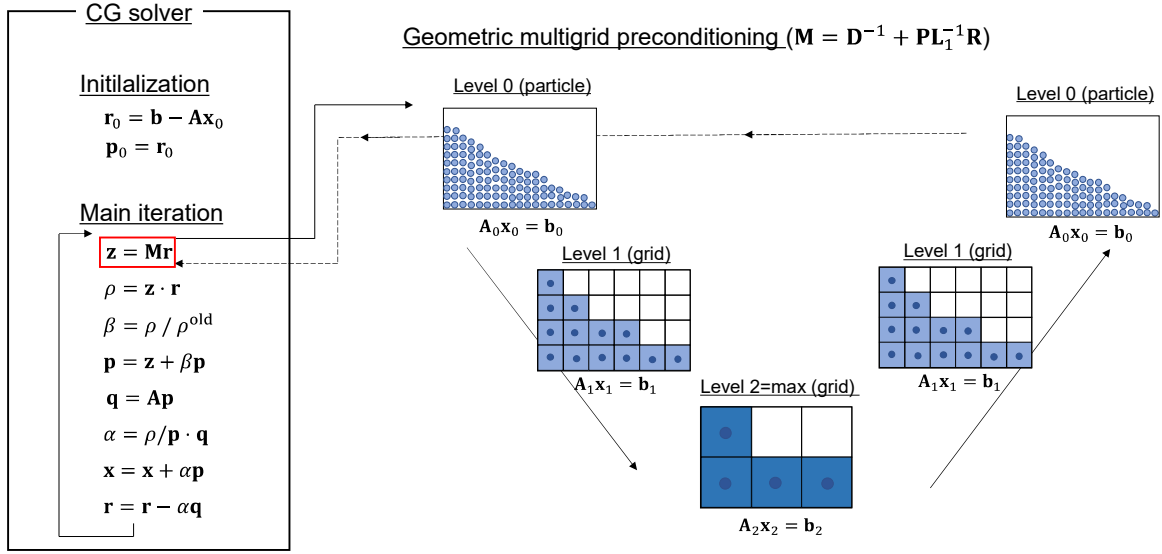 CG solver
Initilalization
𝐫₀ = 𝐛 − 𝐀𝐱₀
𝐩₀ = 𝐫₀
Main iteration
𝐳 = 𝐌𝐫
𝜌 = 𝐳 · 𝐫
𝛽 = 𝜌 / 𝜌ᵒˡᵈ
𝐩 = 𝐳 + 𝛽𝐩
𝐪 = 𝐀𝐩
𝛼 = 𝜌/𝐩 · 𝐪
𝐱 = 𝐱 + 𝛼𝐩
𝐫 = 𝐫 − 𝛼𝐪
Geometric multigrid preconditioning (𝐌 = 𝐃⁻¹ + 𝐏𝐋₁⁻¹𝐑)
Level 0 (particle)
𝐀₀𝐱₀ = 𝐛₀
Level 1 (grid)
𝐀₁𝐱₁ = 𝐛₁
Level 2=max (grid)
𝐀₂𝐱₂ = 𝐛₂
Level 1 (grid)
𝐀₁𝐱₁ = 𝐛₁
Level 0 (particle)
𝐀₀𝐱₀ = 𝐛₀